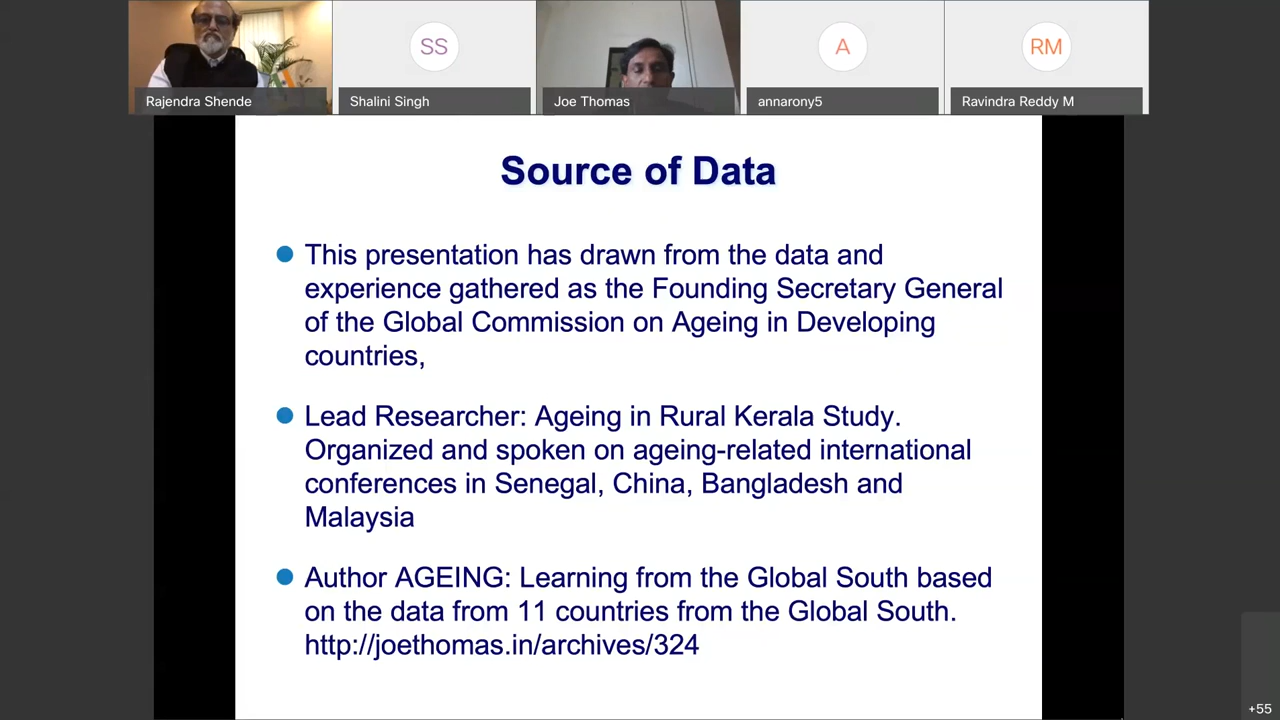 SS
A
RM
Rajendra Shende
Shalini Singh
Joe Thomas
annarony5
Ravindra Reddy M
Source of Data
This presentation has drawn from the data and
experience gathered as the Founding Secretary General
of the Global Commission on Ageing in Developing
countries,
Lead Researcher: Ageing in Rural Kerala Study.
Organized and spoken on ageing-related international
conferences in Senegal, China, Bangladesh and
Malaysia
Author AGEING: Learning from the Global South based
on the data from 11 countries from the Global South.
http://joethomas.in/archives/324
+55